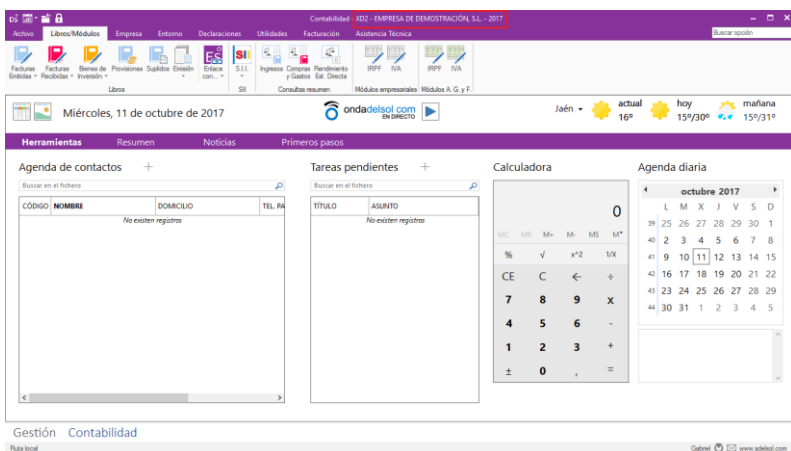 Contabilidad - XD2 - EMPRESA DE DEMOSTRACIÓN, S.L. - 2017
Archivo Libros/Módulos Empresa Entorno Declaraciones Utilidades Facturación Asistencia Técnica Buscar opción
Facturas Emitidas Facturas Recibidas Bienes de Inversión Provisiones Suplidos Emisión Enlace con... S.I.I. Ingresos Compras y Gastos Rendimiento Est. Directa IRPF IVA IRPF IVA
Libros SII Consultas resumen Módulos empresariales Módulos A. G. y F.
Miércoles, 11 de octubre de 2017
ondadelsol com
EN DIRECTO
Jaén actual hoy mañana
16º 15º/30º 15º/31º
Herramientas Resumen Noticias Primeros pasos
Agenda de contactos +
Buscar en el fichero
CÓDIGO NOMBRE DOMICILIO TEL. PA
No existen registros
Tareas pendientes +
Buscar en el fichero
TÍTULO ASUNTO
No existen registros
Calculadora
0
MC MR M+ M- MS M
% √ x^2 1/X
CE C ← ÷
7 8 9 x
4 5 6 -
1 2 3 +
± 0 , =
Agenda diaria
octubre 2017
L M X J V S D
39 25 26 27 28 29 30 1
40 2 3 4 5 6 7 8
41 9 10 11 12 13 14 15
42 16 17 18 19 20 21 22
43 23 24 25 26 27 28 29
44 30 31 1 2 3 4 5
Gestión Contabilidad
Ruta local Gabinel www.sdelsol.com